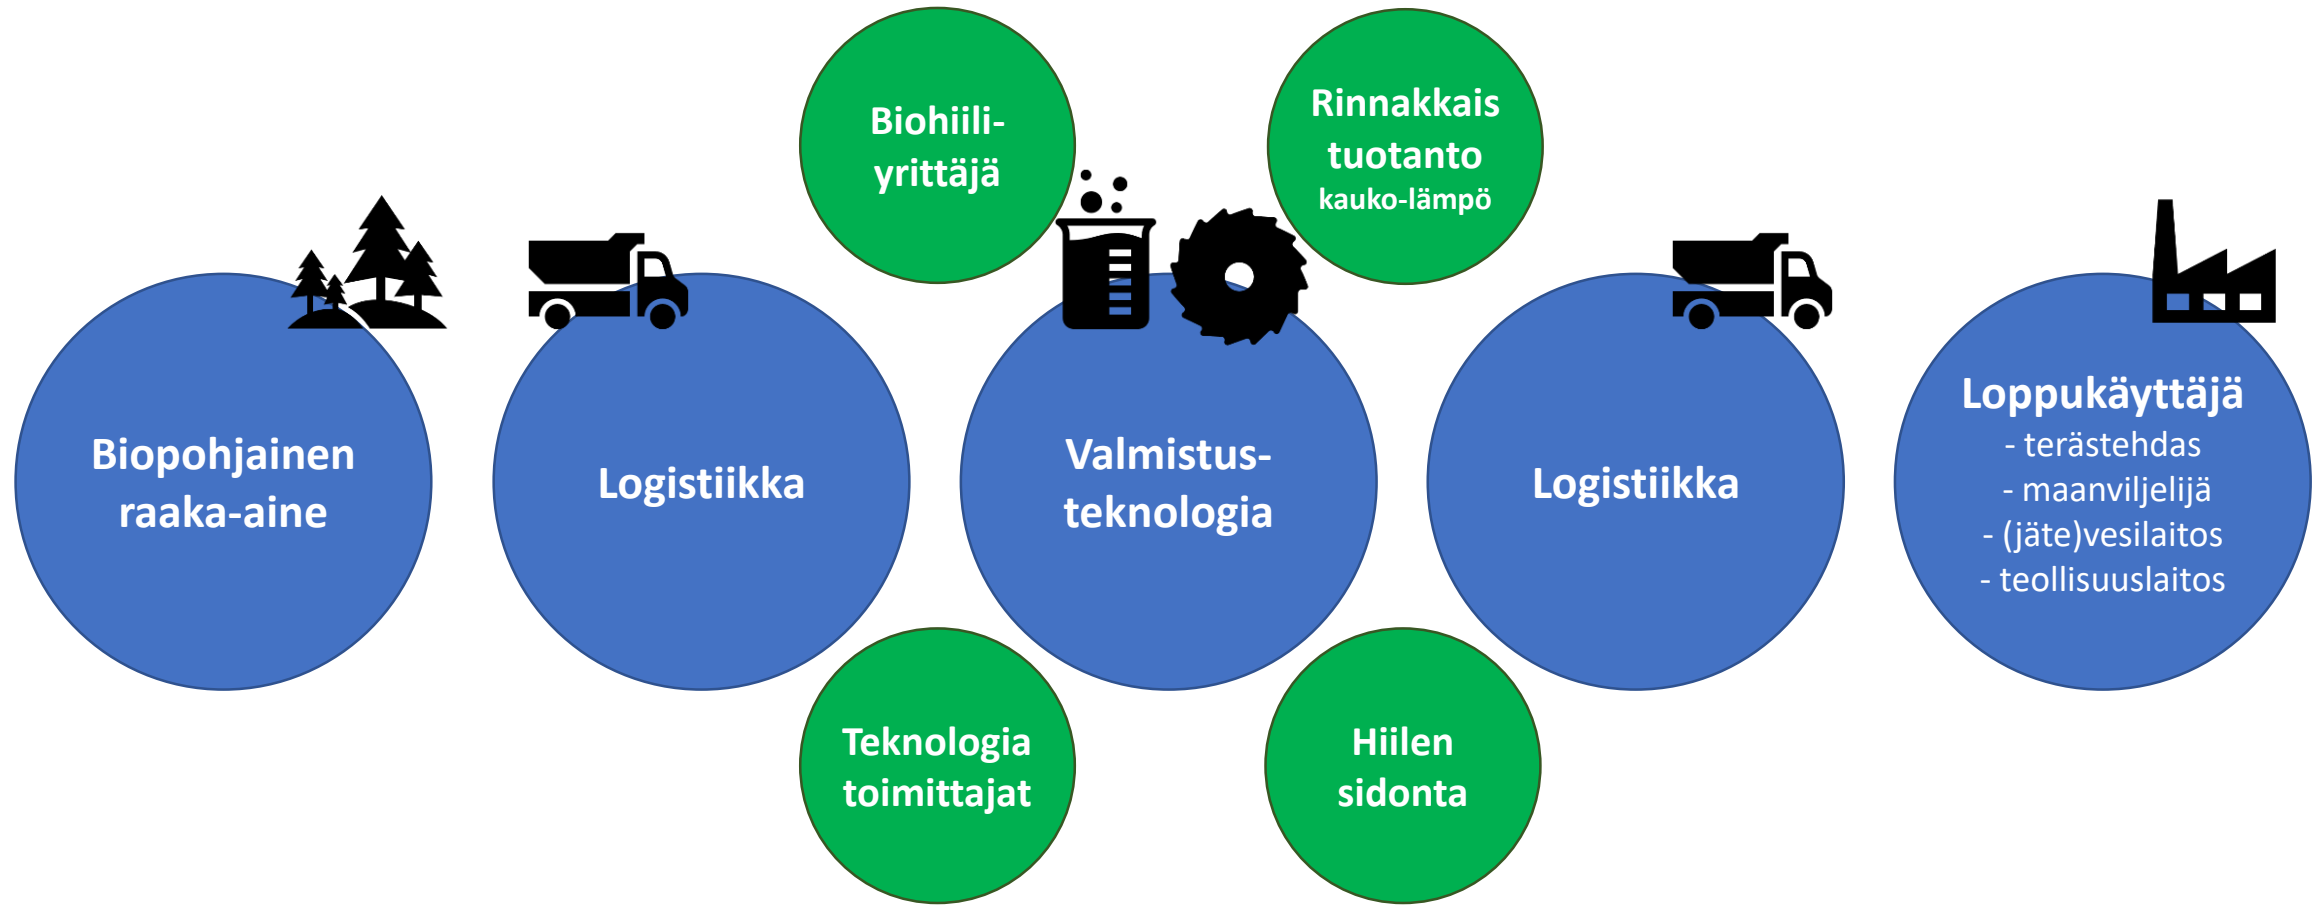 Biohiili-
yrittäjä
Rinnakkais
tuotanto
kauko-lämpö
Biopohjainen
raaka-aine
Logistiikka
Valmistus-
teknologia
Logistiikka
Loppukäyttäjä
- terästehdas
- maanviljelijä
- (jäte)vesilaitos
- teollisuuslaitos
Teknologia
toimittajat
Hiilen
sidonta